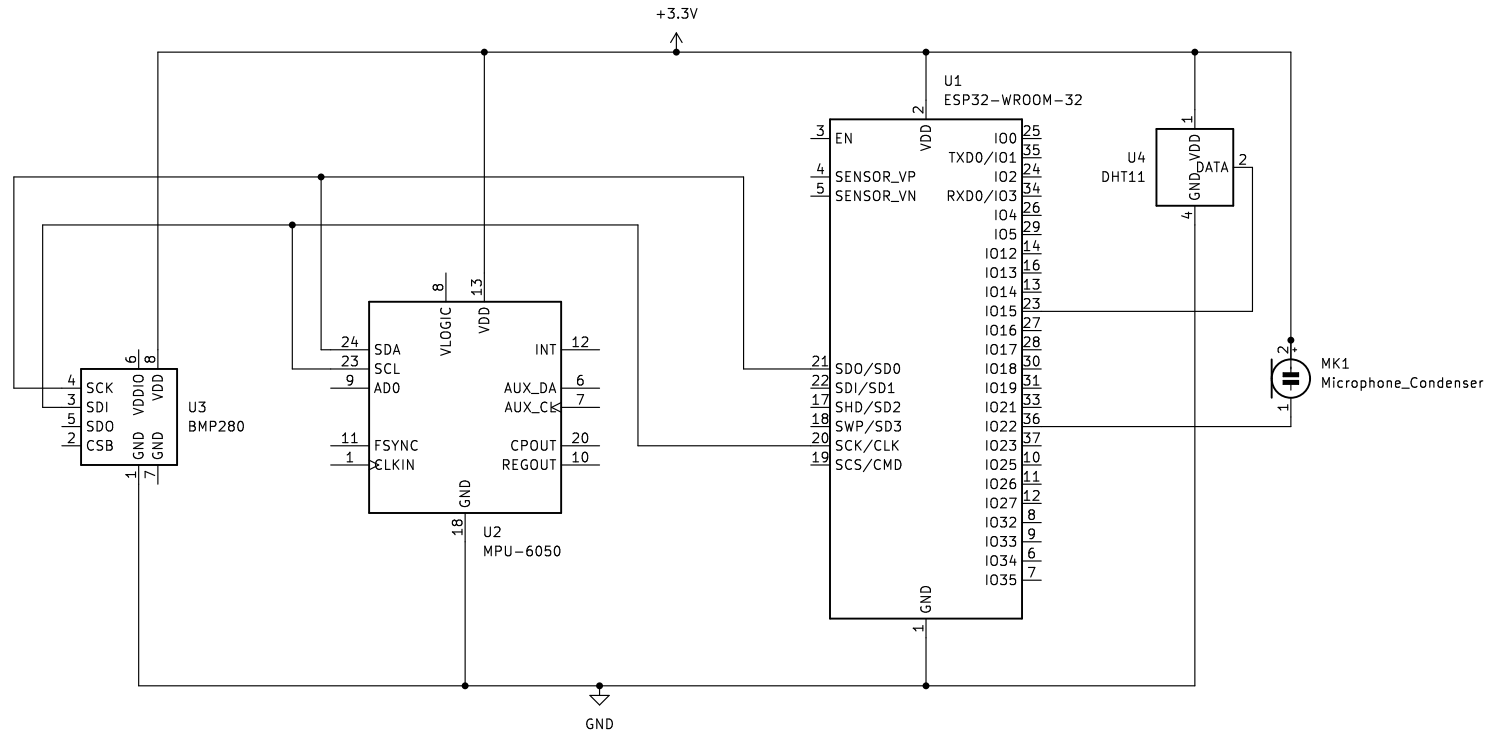 +3.3V
U1
ESP32-WROOM-32
2
VDD
3 EN
4 SENSOR_VP
5 SENSOR_VN
21 SDO/SD0
22 SDI/SD1
17 SHD/SD2
18 SWP/SD3
20 SCK/CLK
19 SCS/CMD
IO0 25
TXD0/IO1 35
IO2 24
RXD0/IO3 34
IO4 26
IO5 29
IO12 14
IO13 16
IO14 13
IO15 23
IO16 27
IO17 28
IO18 30
IO19 31
IO21 33
IO22 36
IO23 37
IO25 10
IO26 11
IO27 12
IO32 8
IO33 9
IO34 6
IO35 7
GND
1
U4
DHT11
1
VDD
DATA 2
GND
4
2
+
MK1
Microphone_Condenser
1
8
VLOGIC
13
VDD
24 SDA
23 SCL
9 AD0
11 FSYNC
1 CLKIN
INT 12
AUX_DA 6
AUX_CL 7
CPOUT 20
REGOUT 10
GND
18
U2
MPU-6050
6
VDDIO
8
VDD
4 SCK
3 SDI
5 SDO
2 CSB
GND
1
GND
7
U3
BMP280
GND